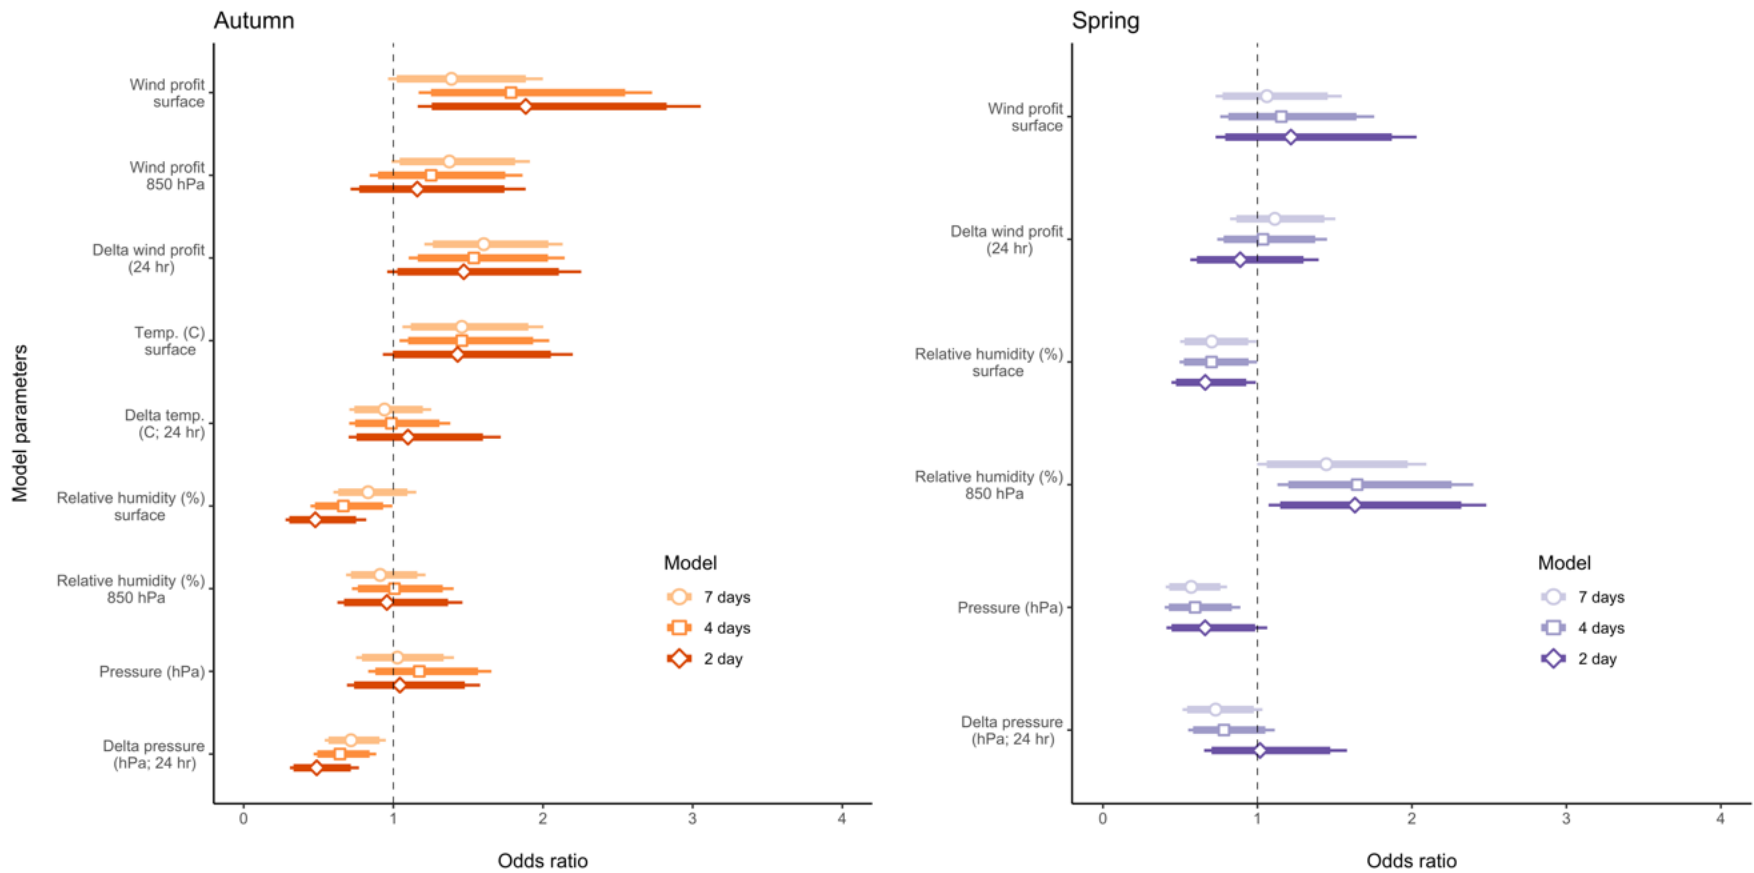 Autumn
Model parameters
Wind profit
surface
Wind profit
850 hPa
Delta wind profit
(24 hr)
Temp. (C)
surface
Delta temp.
(C; 24 hr)
Relative humidity (%)
surface
Relative humidity (%)
850 hPa
Pressure (hPa)
Delta pressure
(hPa; 24 hr)
Model
7 days
4 days
2 day
0 1 2 3 4
Odds ratio
Spring
Wind profit
surface
Delta wind profit
(24 hr)
Relative humidity (%)
surface
Relative humidity (%)
850 hPa
Pressure (hPa)
Delta pressure
(hPa; 24 hr)
Model
7 days
4 days
2 day
0 1 2 3 4
Odds ratio